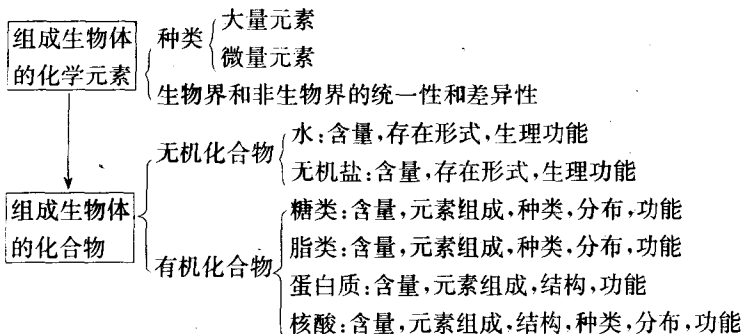 大量元素
组成生物体
种类
微量元素
的化学元素
生物界和非生物界的统一性和差异性
水:含量,存在形式,生理功能
无机化合物
无机盐:含量,存在形式,生理功能
组成生物体
糖类:含量,元素组成,种类,分布,功能
的化合物
脂类:含量,元素组成,种类,分布,功能
有机化合物
蛋白质:含量,元素组成,结构,功能
核酸:含量,元素组成,结构,种类,分布,功能